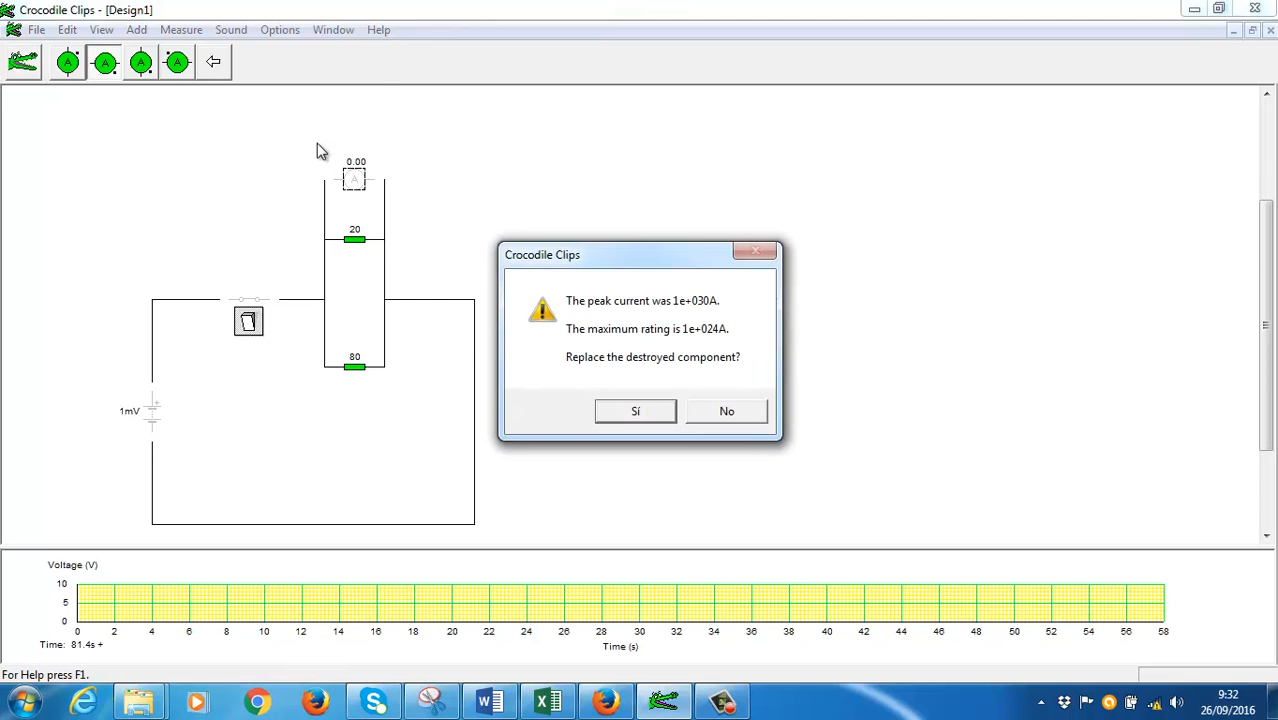 Crocodile Clips - [Design1]
File Edit View Add Measure Sound Options Window Help
A A A A
0.00
A
20
80
1mV
Crocodile Clips
The peak current was 1e+030A.
The maximum rating is 1e+024A.
Replace the destroyed component?
Sí No
Voltage (V)
10
5
0
0 2 4 6 8 10 12 14 16 18 20 22 24 26 28 30 32 34 36 38 40 42 44 46 48 50 52 54 56 58
Time: 81.4s +
Time (s)
For Help press F1.
9:32
26/09/2016